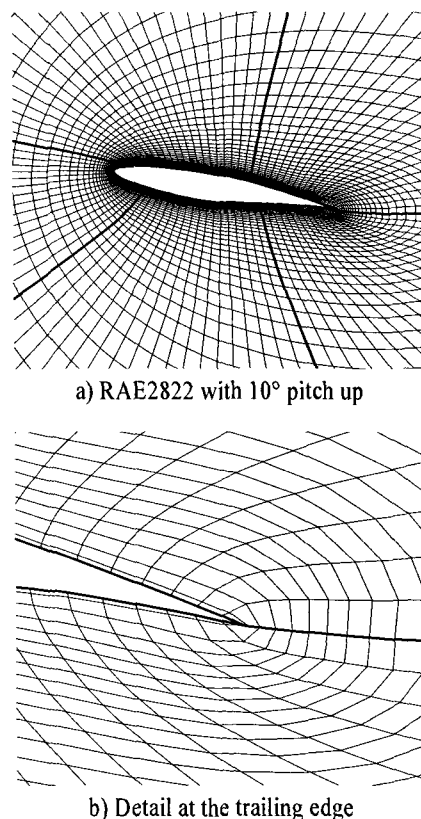 a) RAE2822 with 10° pitch up
b) Detail at the trailing edge